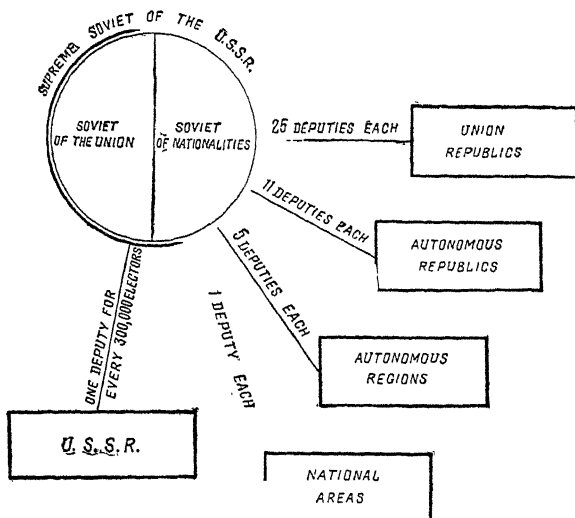 SUPREME SOVIET OF THE U.S.S.R.
SOVIET
OF THE UNION
SOVIET
OF NATIONALITIES
25 DEPUTIES EACH
UNION
REPUBLICS
11 DEPUTIES EACH
AUTONOMOUS
REPUBLICS
5 DEPUTIES EACH
AUTONOMOUS
REGIONS
1 DEPUTY EACH
NATIONAL
AREAS
ONE DEPUTY FOR
EVERY 300,000 ELECTORS
U.S.S.R.